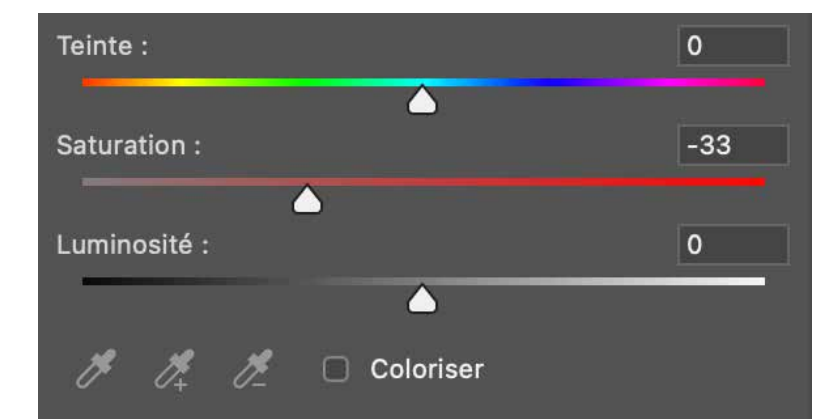 Teinte : 0
Saturation : -33
Luminosité : 0
Coloriser